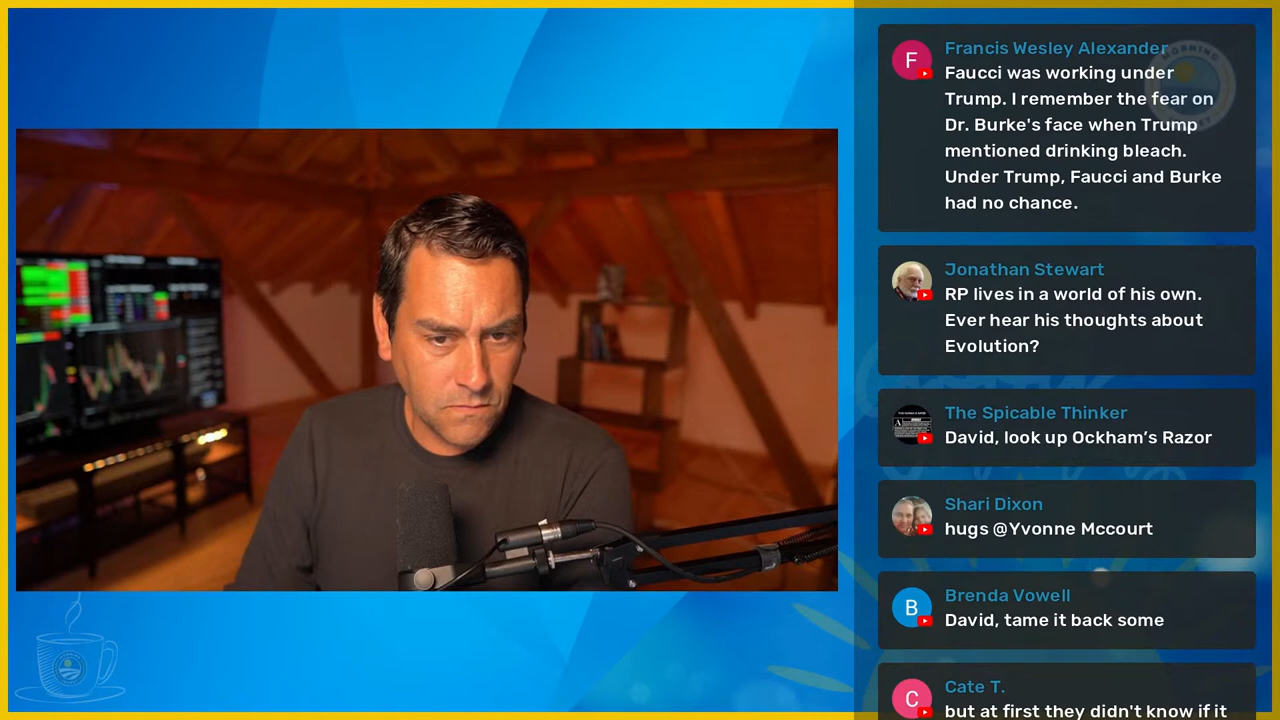 Francis Wesley Alexander
Faucci was working under
Trump. I remember the fear on
Dr. Burke's face when Trump
mentioned drinking bleach.
Under Trump, Faucci and Burke
had no chance.
Jonathan Stewart
RP lives in a world of his own.
Ever hear his thoughts about
Evolution?
The Spicable Thinker
David, look up Ockham’s Razor
Shari Dixon
hugs @Yvonne Mccourt
Brenda Vowell
David, tame it back some
Cate T.
but at first they didn't know if it
F
B
C
MORNING